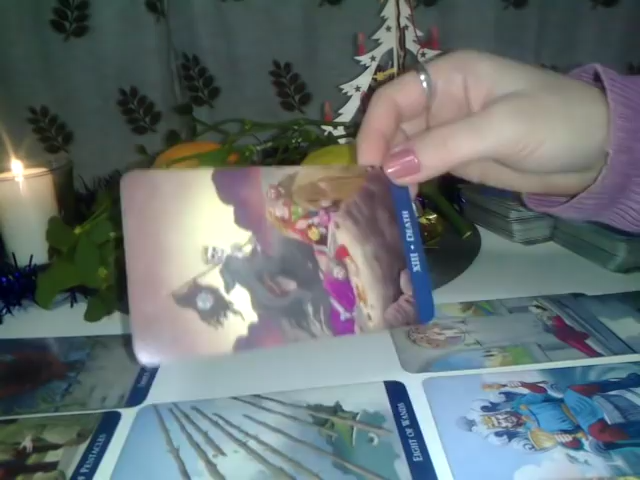 XIII • DEATH
PENTACLES
EIGHT OF WANDS